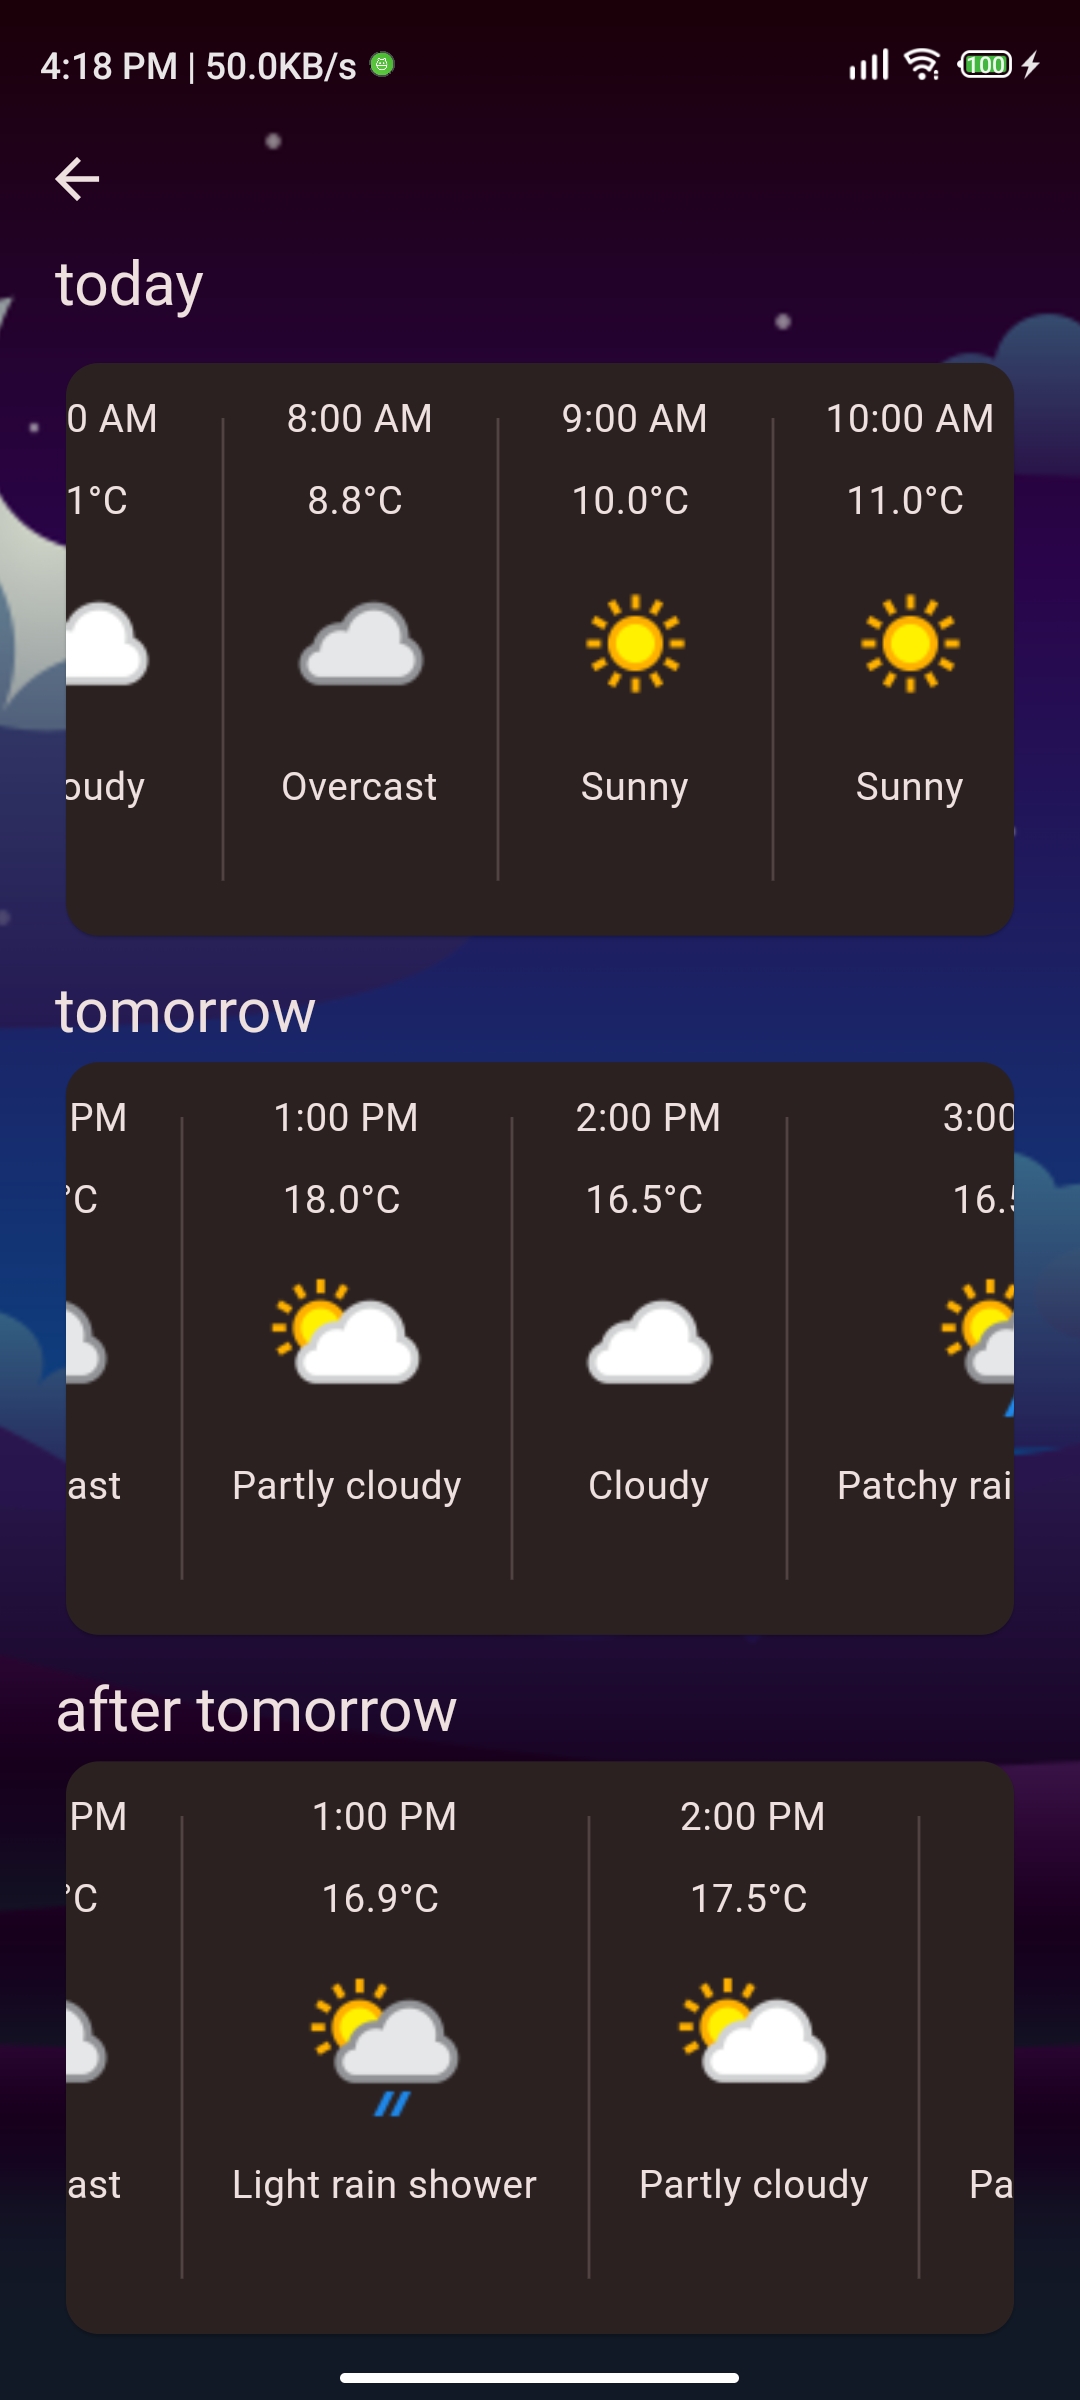 4:18 PM | 50.0KB/s 100
today
0 AM 8:00 AM 9:00 AM 10:00 AM
1°C 8.8°C 10.0°C 11.0°C
oudy Overcast Sunny Sunny
tomorrow
PM 1:00 PM 2:00 PM 3:00
°C 18.0°C 16.5°C 16.5
ast Partly cloudy Cloudy Patchy rai
after tomorrow
PM 1:00 PM 2:00 PM
°C 16.9°C 17.5°C
ast Light rain shower Partly cloudy Pa